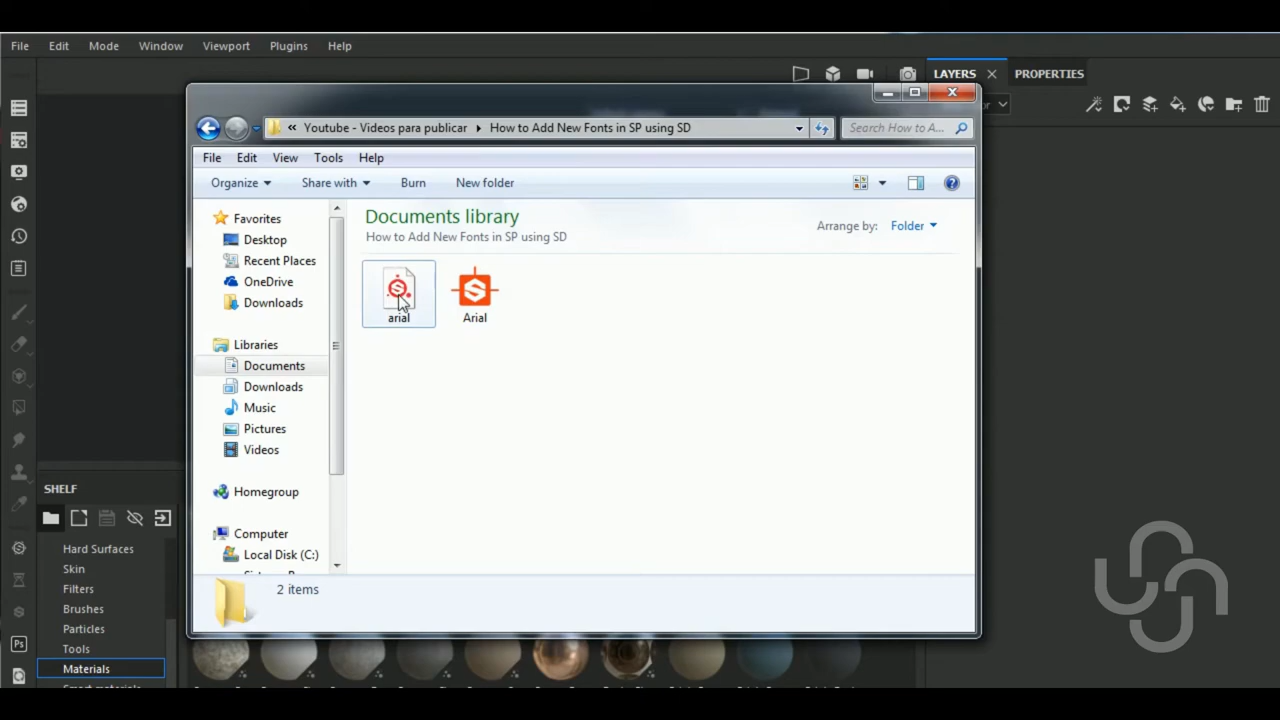 File Edit Mode Window Viewport Plugins Help
LAYERS PROPERTIES
« Youtube - Videos para publicar How to Add New Fonts in SP using SD Search How to A...
File Edit View Tools Help
Organize Share with Burn New folder
Favorites
Desktop
Recent Places
OneDrive
Downloads
Libraries
Documents
Downloads
Music
Pictures
Videos
Homegroup
Computer
Local Disk (C:)
Documents library
How to Add New Fonts in SP using SD
Arrange by: Folder
arial Arial
2 items
SHELF
Hard Surfaces
Skin
Filters
Brushes
Particles
Tools
Materials
Smart materials
Ps